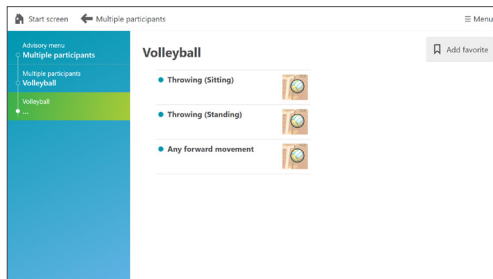 Start screen
Multiple participants
Menu
Advisory menu
Multiple participants
Multiple participants
Volleyball
Volleyball
...
Volleyball
Add favorite
Throwing (Sitting)
Throwing (Standing)
Any forward movement